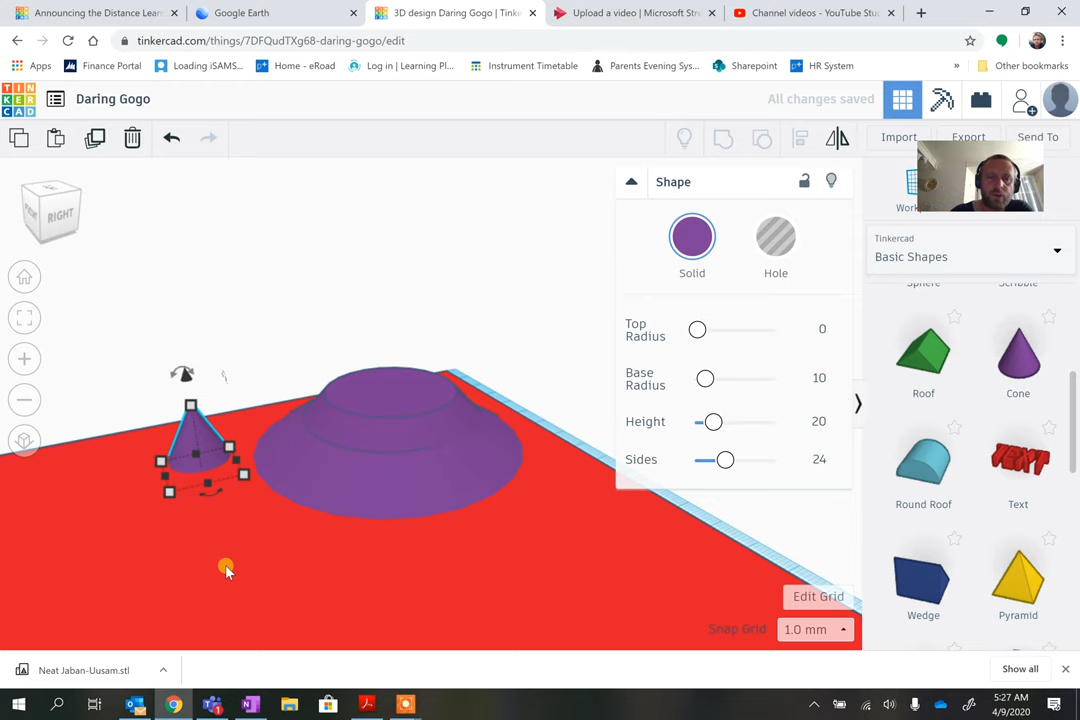 Announcing the Distance Lear
Google Earth
3D design Daring Gogo | Tinke
Upload a video | Microsoft Stre
Channel videos - YouTube Stu
tinkercad.com/things/7DFQudTXg68-daring-gogo/edit
Apps
Finance Portal
Loading iSAMS...
Home - eRoad
Log in | Learning Pl...
Instrument Timetable
Parents Evening Sys...
Sharepoint
HR System
»
Other bookmarks
TIN
KER
CAD
Daring Gogo
All changes saved
Import
Export
Send To
RIGHT
Shape
Solid
Hole
Top Radius
0
Base Radius
10
Height
20
Sides
24
Tinkercad
Basic Shapes
Sphere
Scribble
Roof
Cone
Round Roof
Text
TEXT
Wedge
Pyramid
Edit Grid
Snap Grid
1.0 mm
Neat Jaban-Uusam.stl
Show all
5:27 AM
4/9/2020